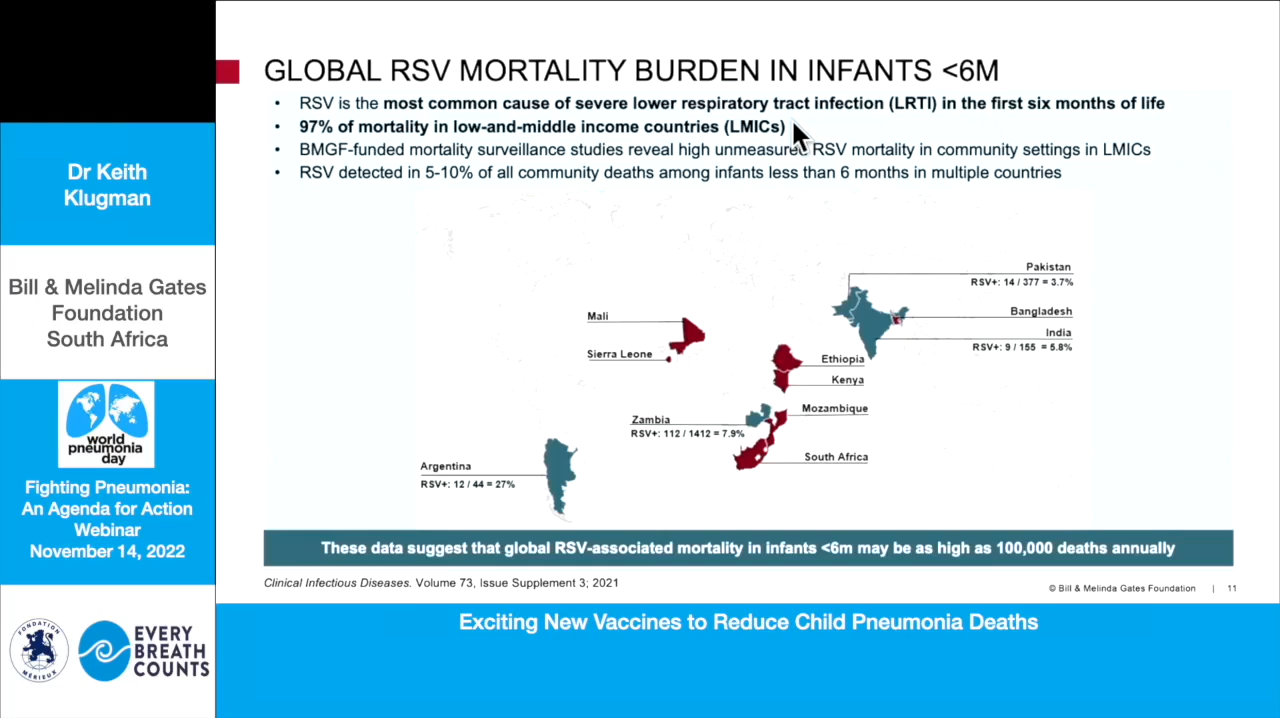 Dr Keith
Klugman
Bill & Melinda Gates
Foundation
South Africa
world
pneumonia
day
Fighting Pneumonia:
An Agenda for Action
Webinar
November 14, 2022
FONDATION
MÉRIEUX
EVERY
BREATH
COUNTS
GLOBAL RSV MORTALITY BURDEN IN INFANTS <6M
• RSV is the most common cause of severe lower respiratory tract infection (LRTI) in the first six months of life
• 97% of mortality in low-and-middle income countries (LMICs)
• BMGF-funded mortality surveillance studies reveal high unmeasured RSV mortality in community settings in LMICs
• RSV detected in 5-10% of all community deaths among infants less than 6 months in multiple countries
Pakistan
RSV+: 14 / 377 = 3.7%
Bangladesh
India
RSV+: 9 / 155 = 5.8%
Mali
Sierra Leone
Ethiopia
Kenya
Mozambique
Zambia
RSV+: 112 / 1412 = 7.9%
South Africa
Argentina
RSV+: 12 / 44 = 27%
These data suggest that global RSV-associated mortality in infants <6m may be as high as 100,000 deaths annually
Clinical Infectious Diseases. Volume 73, Issue Supplement 3; 2021
© Bill & Melinda Gates Foundation | 11
Exciting New Vaccines to Reduce Child Pneumonia Deaths